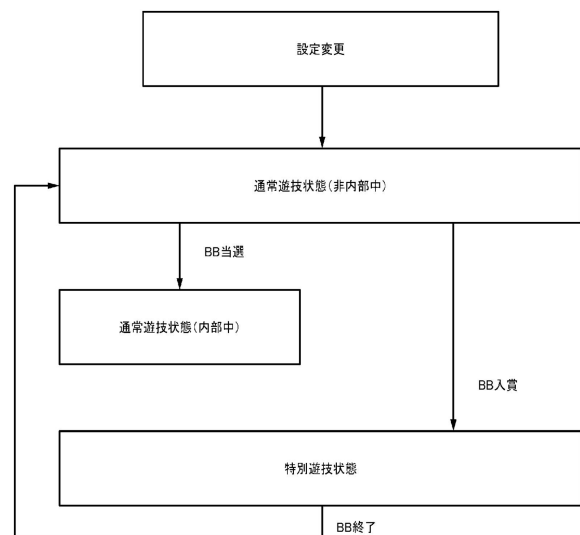 設定変更
通常遊技状態(非内部中)
BB当選
通常遊技状態(内部中)
BB入賞
特別遊技状態
BB終了